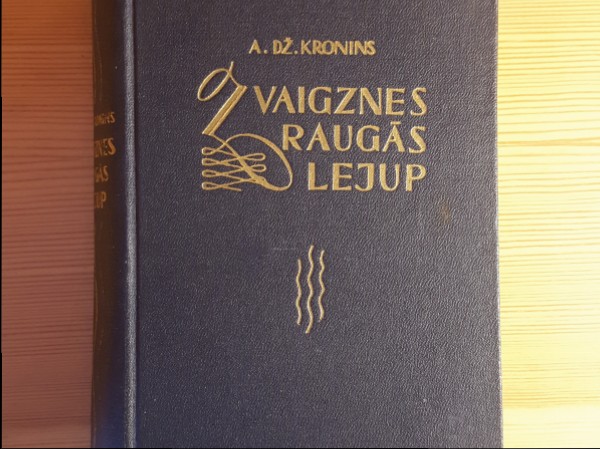 A. DŽ. KRONINS
ZVAIGZNES
RAUGĀS
LEJUP